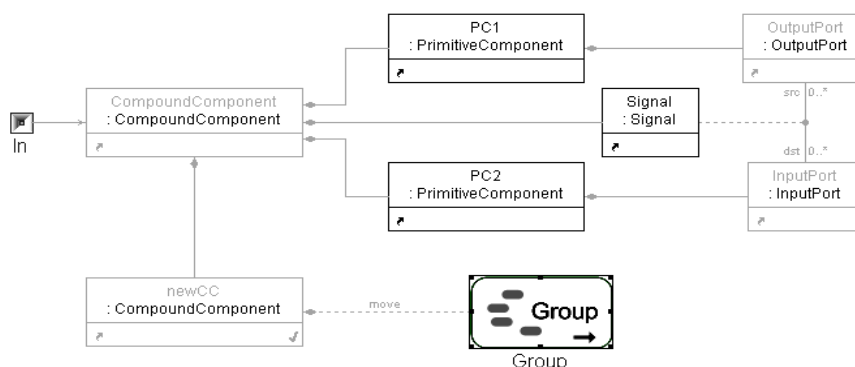 PC1
: PrimitiveComponent
OutputPort
: OutputPort
src 0..*
CompoundComponent
: CompoundComponent
In
Signal
: Signal
dst 0..*
PC2
: PrimitiveComponent
InputPort
: InputPort
newCC
: CompoundComponent
move
Group
Group